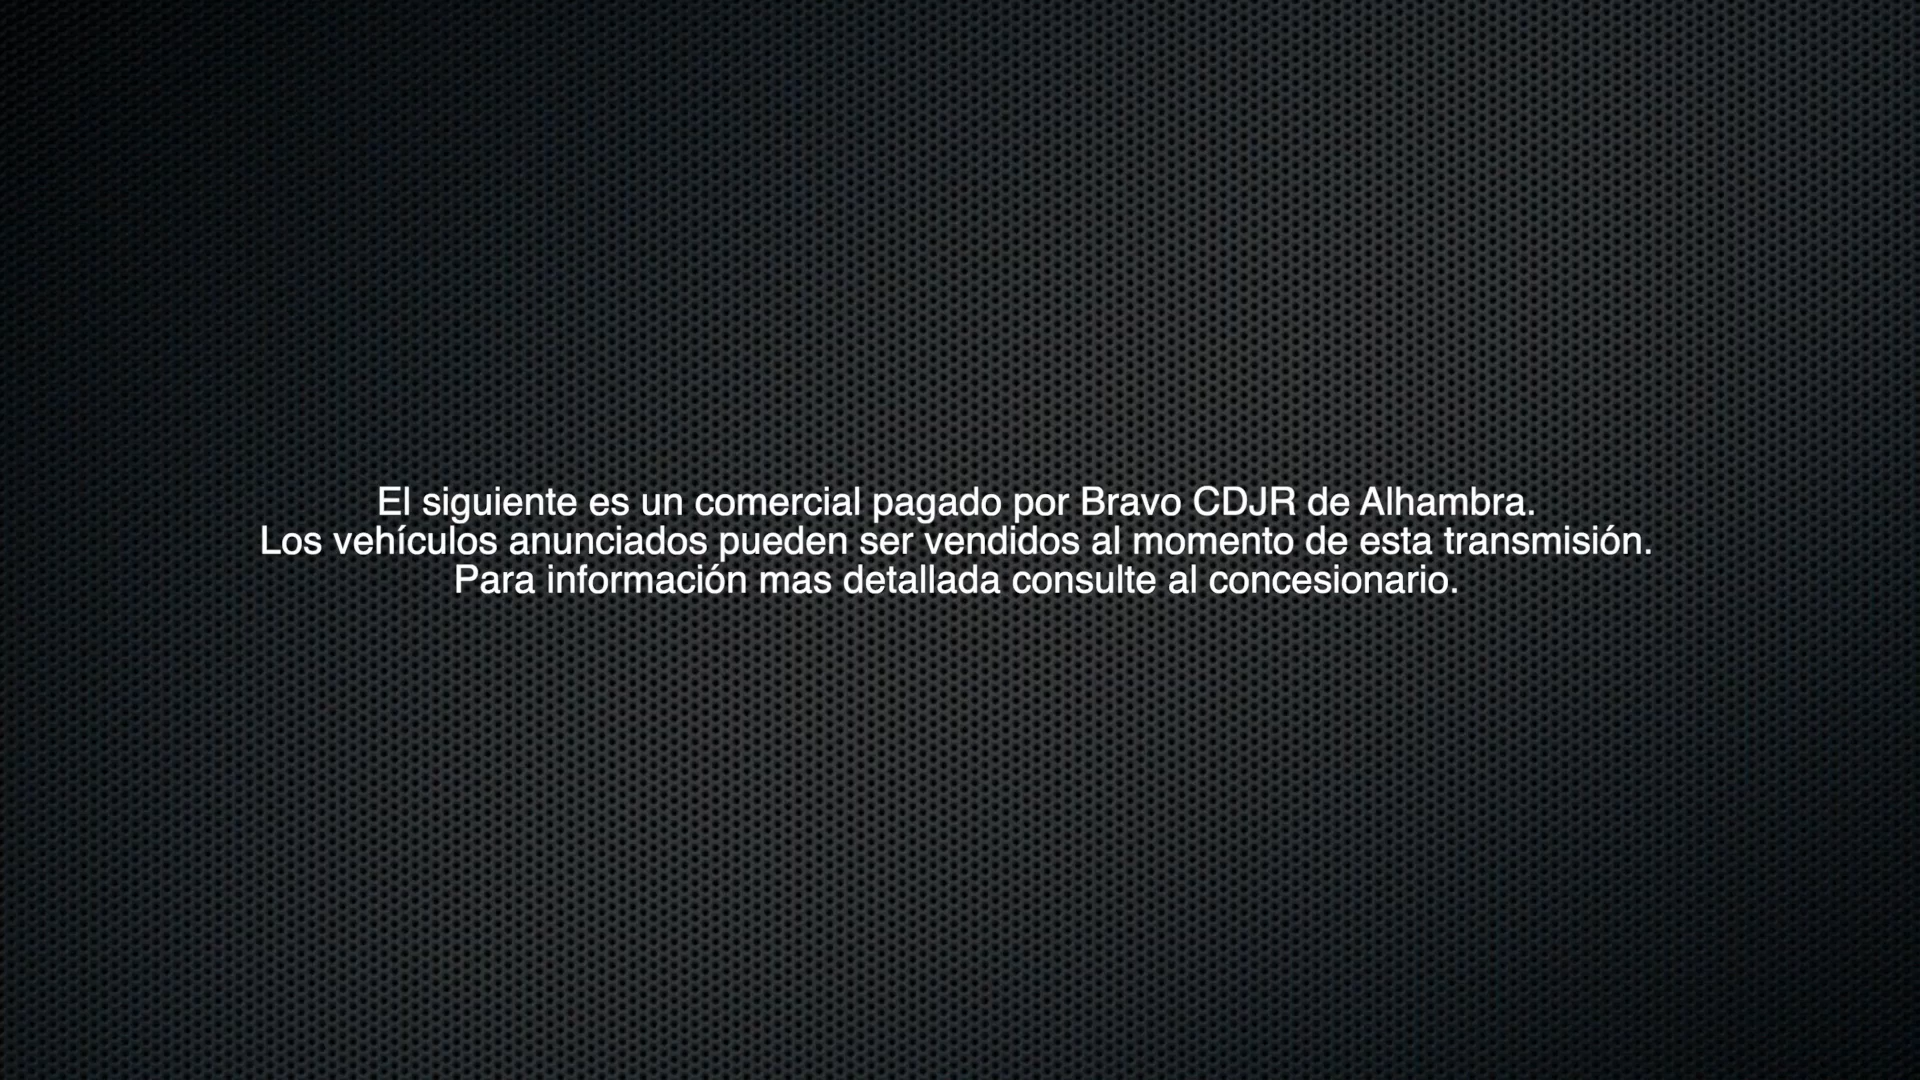 El siguiente es un comercial pagado por Bravo CDJR de Alhambra.
Los vehículos anunciados pueden ser vendidos al momento de esta transmisión.
Para información mas detallada consulte al concesionario.